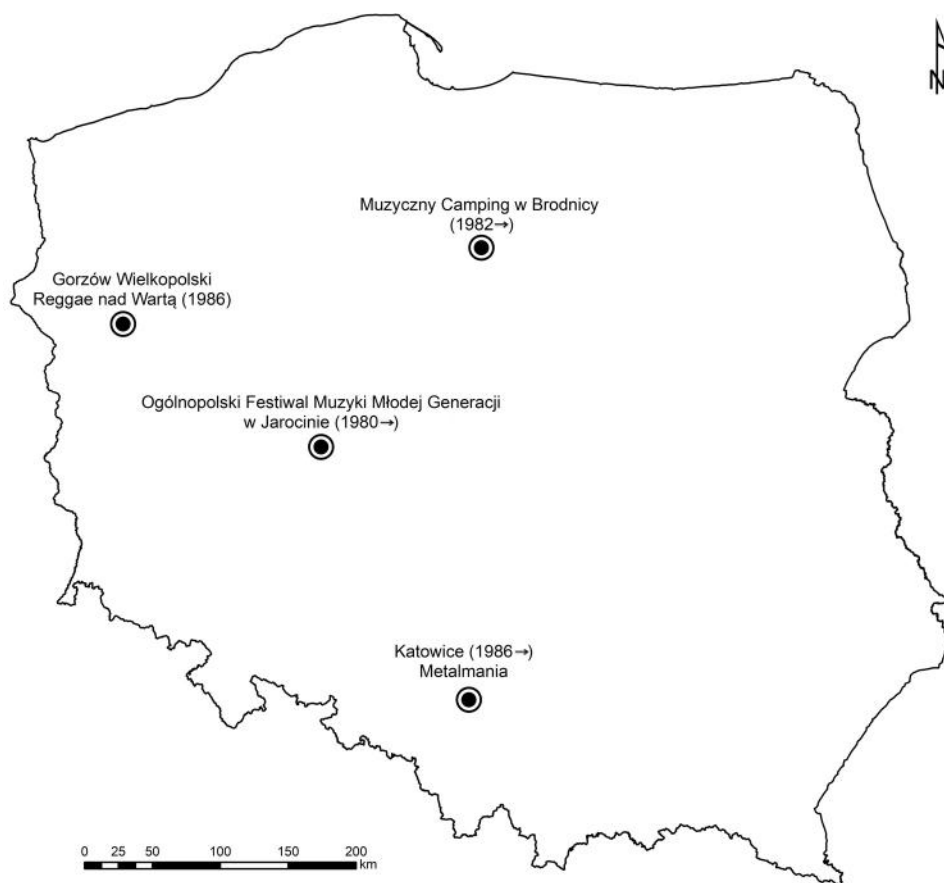 N
Muzyczny Camping w Brodnicy
(1982→)
Gorzów Wielkopolski
Reggae nad Wartą (1986)
Ogólnopolski Festiwal Muzyki Młodej Generacji
w Jarocinie (1980→)
Katowice (1986→)
Metalmania
0 25 50 100 150 200
km